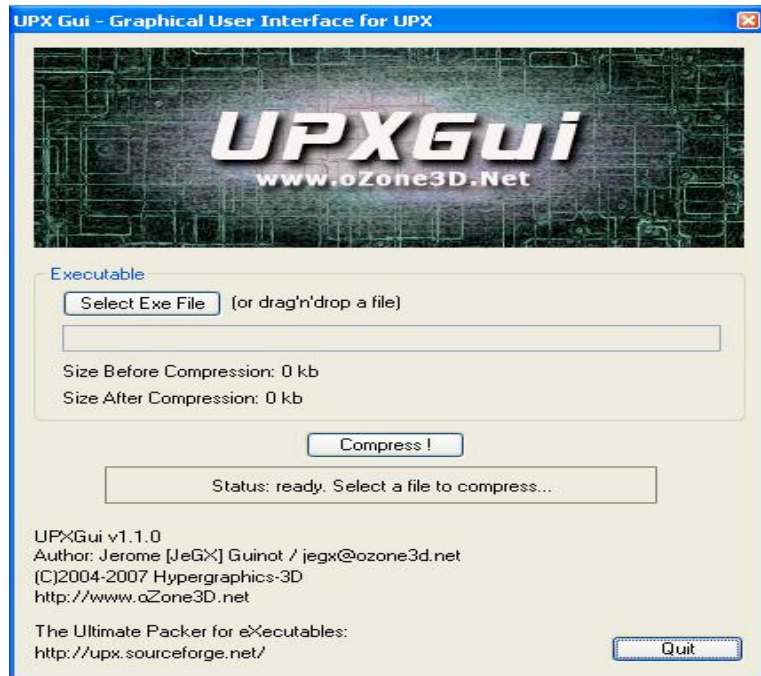 UPX Gui - Graphical User Interface for UPX
UPXGui
www.oZone3D.Net
Executable
Select Exe File (or drag'n'drop a file)
Size Before Compression: 0 kb
Size After Compression: 0 kb
Compress !
Status: ready. Select a file to compress...
UPXGui v1.1.0
Author: Jerome [JeGX] Guinot / jegx@ozone3d.net
(C)2004-2007 Hypergraphics-3D
http://www.oZone3D.net
The Ultimate Packer for eXecutables:
http://upx.sourceforge.net/
Quit